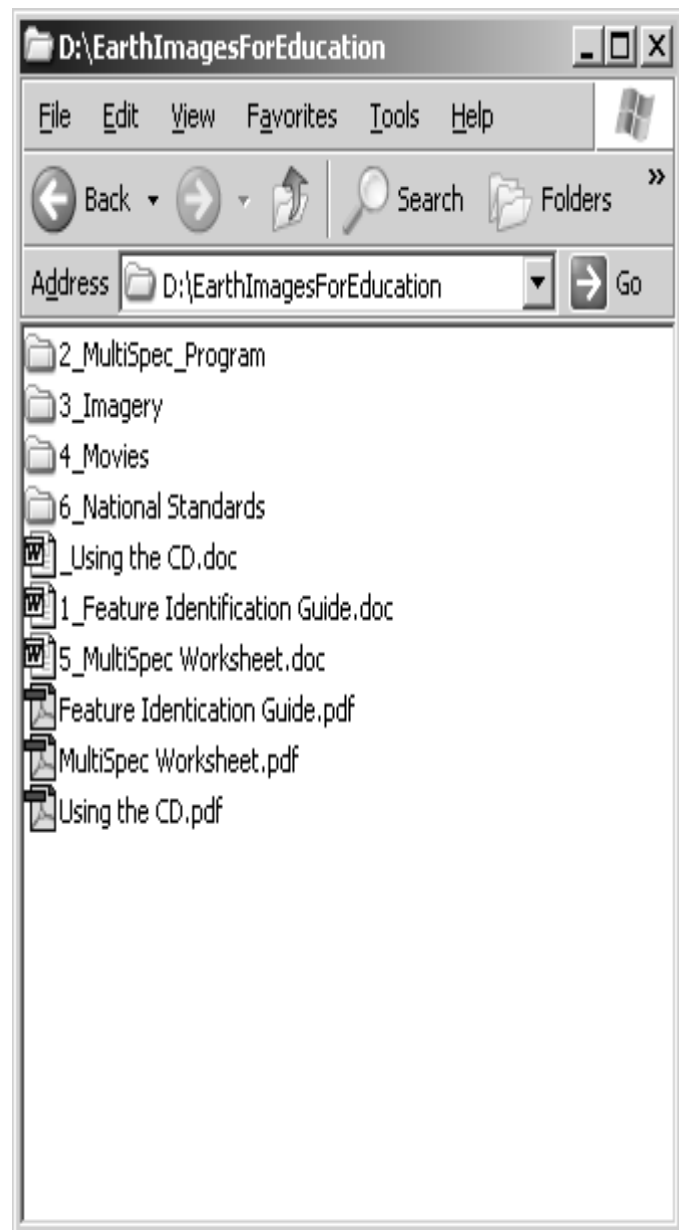 D:\EarthImagesForEducation
File Edit View Favorites Tools Help
Back Search Folders »
Address D:\EarthImagesForEducation Go
2_MultiSpec_Program
3_Imagery
4_Movies
6_National Standards
_Using the CD.doc
1_Feature Identification Guide.doc
5_MultiSpec Worksheet.doc
Feature Identication Guide.pdf
MultiSpec Worksheet.pdf
Using the CD.pdf